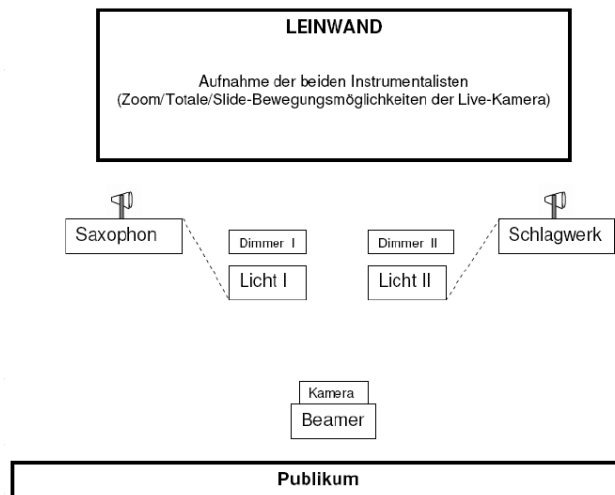 LEINWAND
Aufnahme der beiden Instrumentalisten
(Zoom/Totale/Slide-Bewegungsmöglichkeiten der Live-Kamera)
Saxophon
Schlagwerk
Dimmer I
Dimmer II
Licht I
Licht II
Kamera
Beamer
Publikum